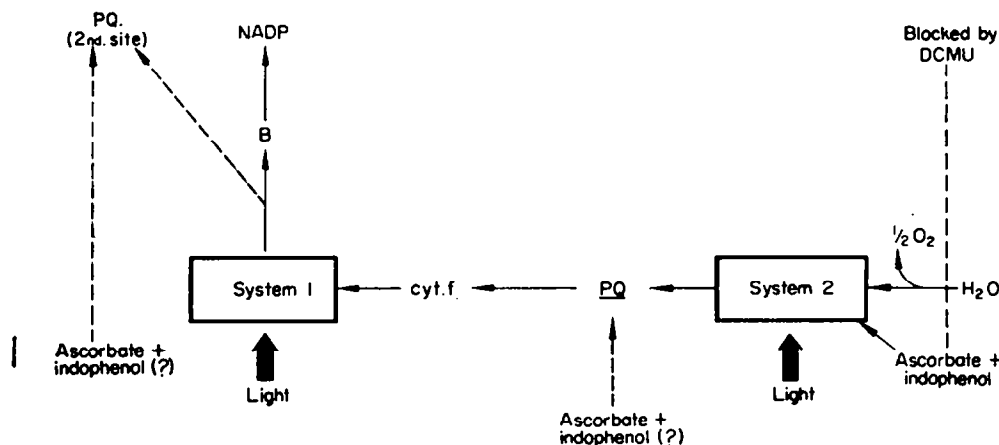 PQ.
(2nd. site)
NADP
Blocked by
DCMU
B
½ O₂
System 1
cyt.f.
PQ
System 2
H₂O
Ascorbate +
indophenol (?)
Light
Ascorbate +
indophenol (?)
Light
Ascorbate +
indophenol